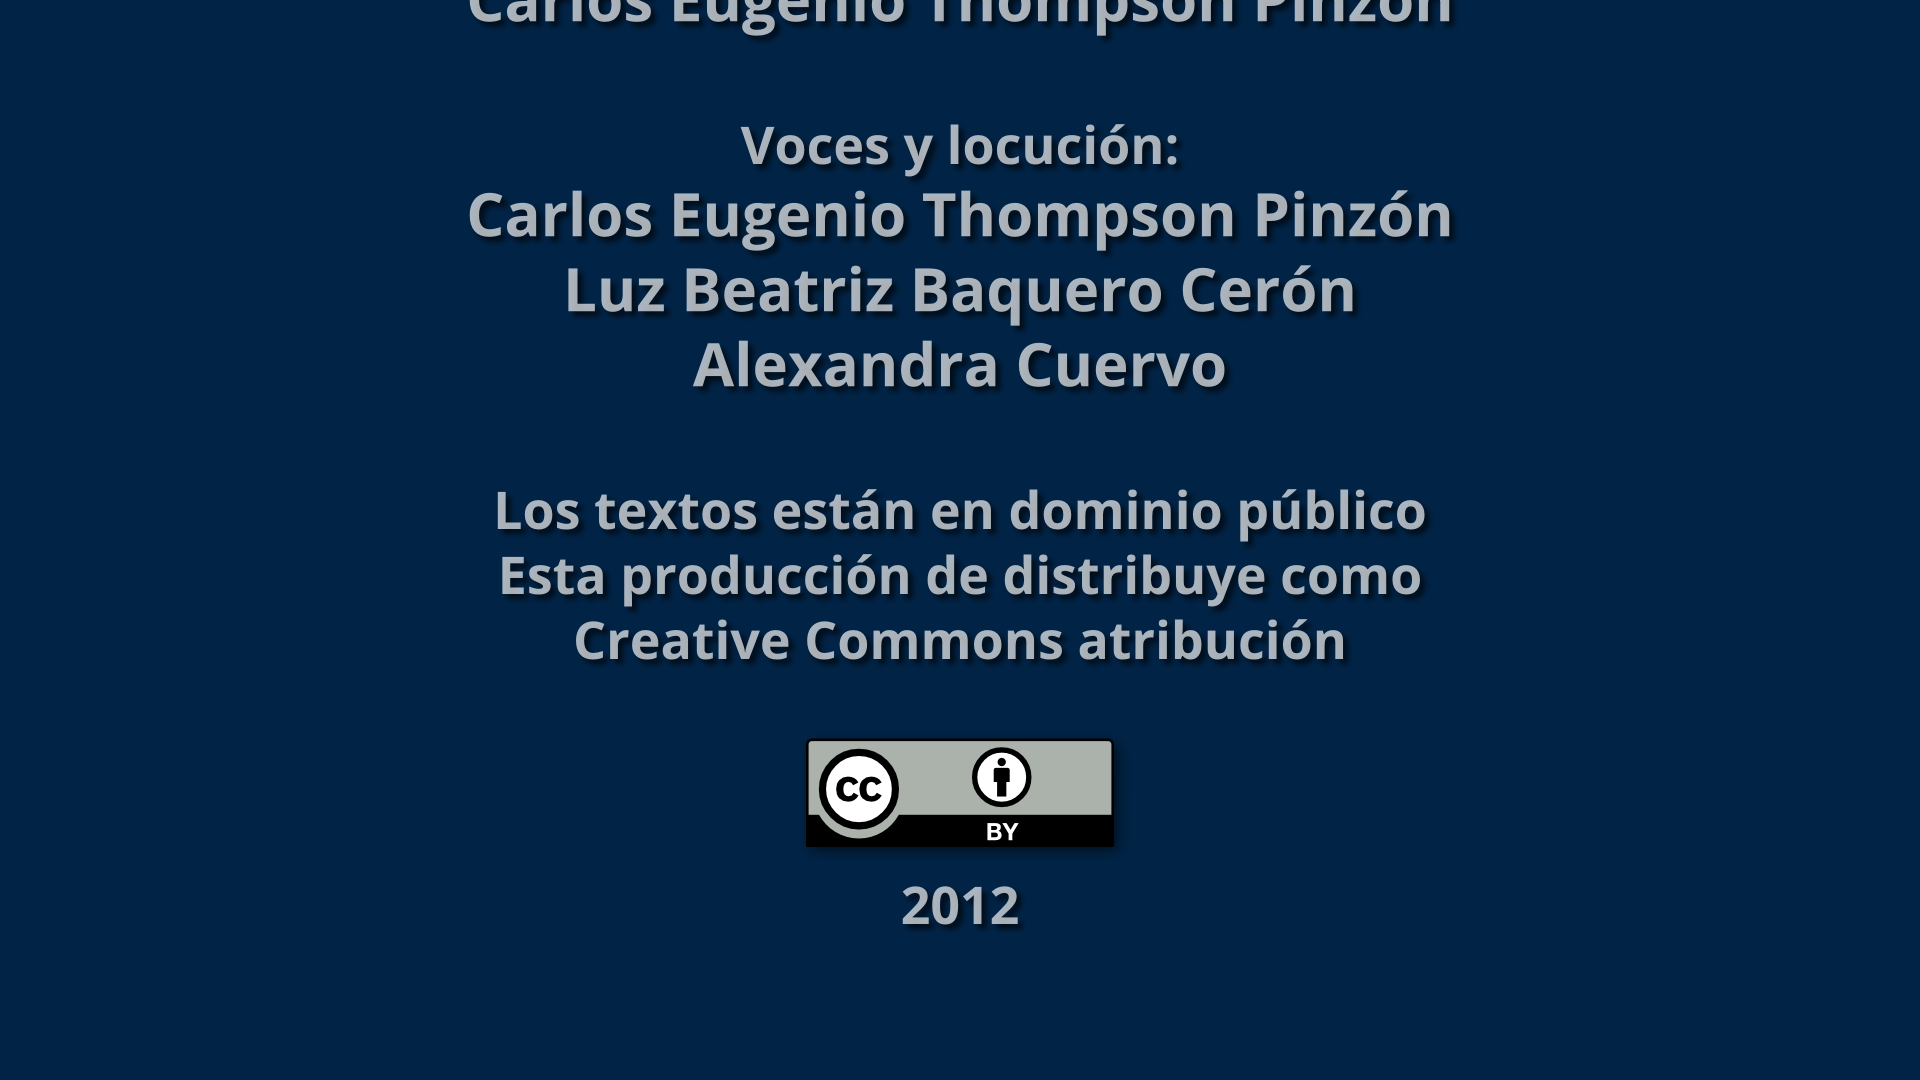 Carlos Eugenio Thompson Pinzón
Voces y locución:
Carlos Eugenio Thompson Pinzón
Luz Beatriz Baquero Cerón
Alexandra Cuervo
Los textos están en dominio público
Esta producción de distribuye como
Creative Commons atribución
CC
BY
2012